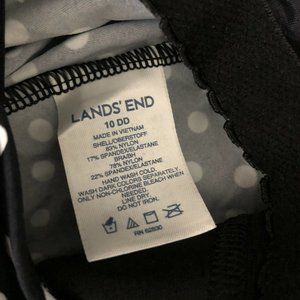 LANDS' END
10 DD
MADE IN VIETNAM
SHELL/OBERSTOFF
83% NYLON
17% SPANDEX/ELASTANE
BRA/BH
78% NYLON
22% SPANDEX/ELASTANE
HAND WASH COLD.
WASH DARK COLORS SEPARATELY.
ONLY NON-CHLORINE BLEACH WHEN
NEEDED.
LINE DRY.
DO NOT IRON.
RN 62830